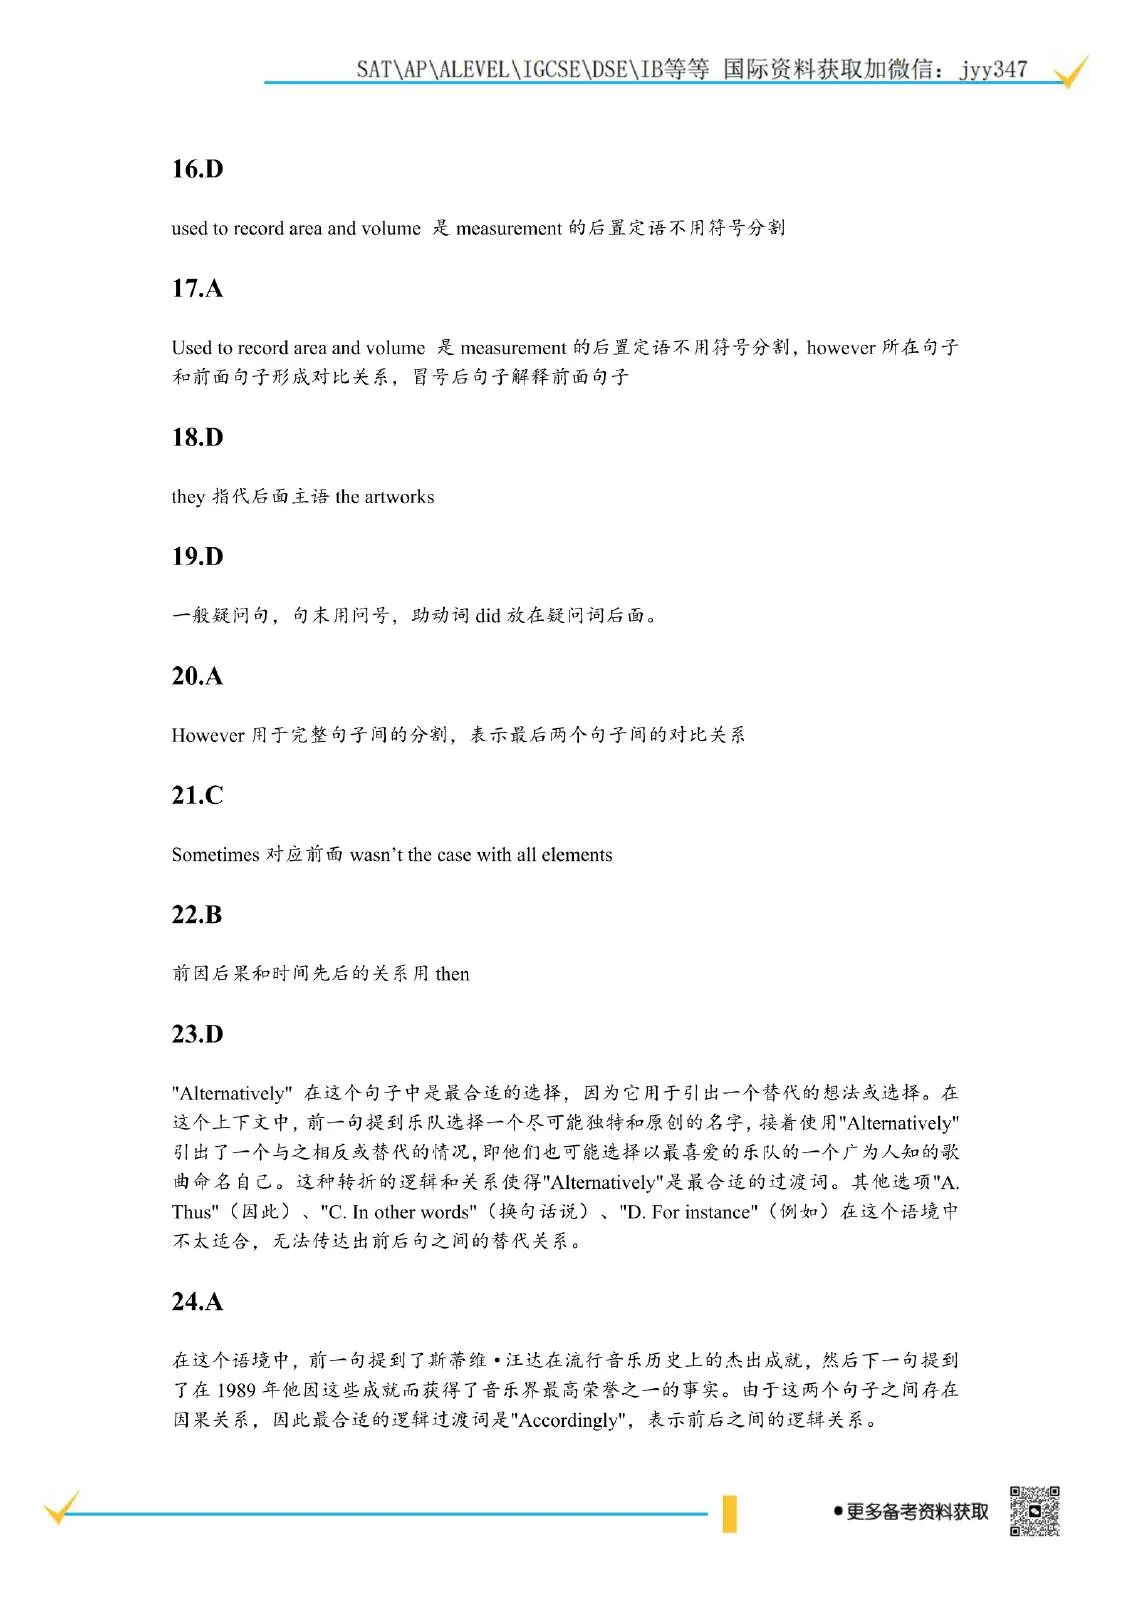 SAT\AP\ALEVEL\IGCSE\DSE\IB等等 国际资料获取加微信：jyy347
16.D
used to record area and volume 是 measurement 的后置定语不用符号分割
17.A
Used to record area and volume 是 measurement 的后置定语不用符号分割，however 所在句子
和前面句子形成对比关系，冒号后句子解释前面句子
18.D
they 指代后面主语 the artworks
19.D
一般疑问句，句末用问号，助动词 did 放在疑问词后面。
20.A
However 用于完整句子间的分割，表示最后两个句子间的对比关系
21.C
Sometimes 对应前面 wasn't the case with all elements
22.B
前因后果和时间先后的关系用 then
23.D
"Alternatively" 在这个句子中是最合适的选择，因为它用于引出一个替代的想法或选择。在
这个上下文中，前一句提到乐队选择一个尽可能独特和原创的名字，接着使用"Alternatively"
引出了一个与之相反或替代的情况，即他们也可能选择以最喜爱的乐队的一个广为人知的歌
曲命名自己。这种转折的逻辑和关系使得"Alternatively"是最合适的过渡词。其他选项"A.
Thus"（因此）、"C. In other words"（换句话说）、"D. For instance"（例如）在这个语境中
不太适合，无法传达出前后句之间的替代关系。
24.A
在这个语境中，前一句提到了斯蒂维·汪达在流行音乐历史上的杰出成就，然后下一句提到
了在 1989 年他因这些成就而获得了音乐界最高荣誉之一的事实。由于这两个句子之间存在
因果关系，因此最合适的逻辑过渡词是"Accordingly"，表示前后之间的逻辑关系。
•更多备考资料获取